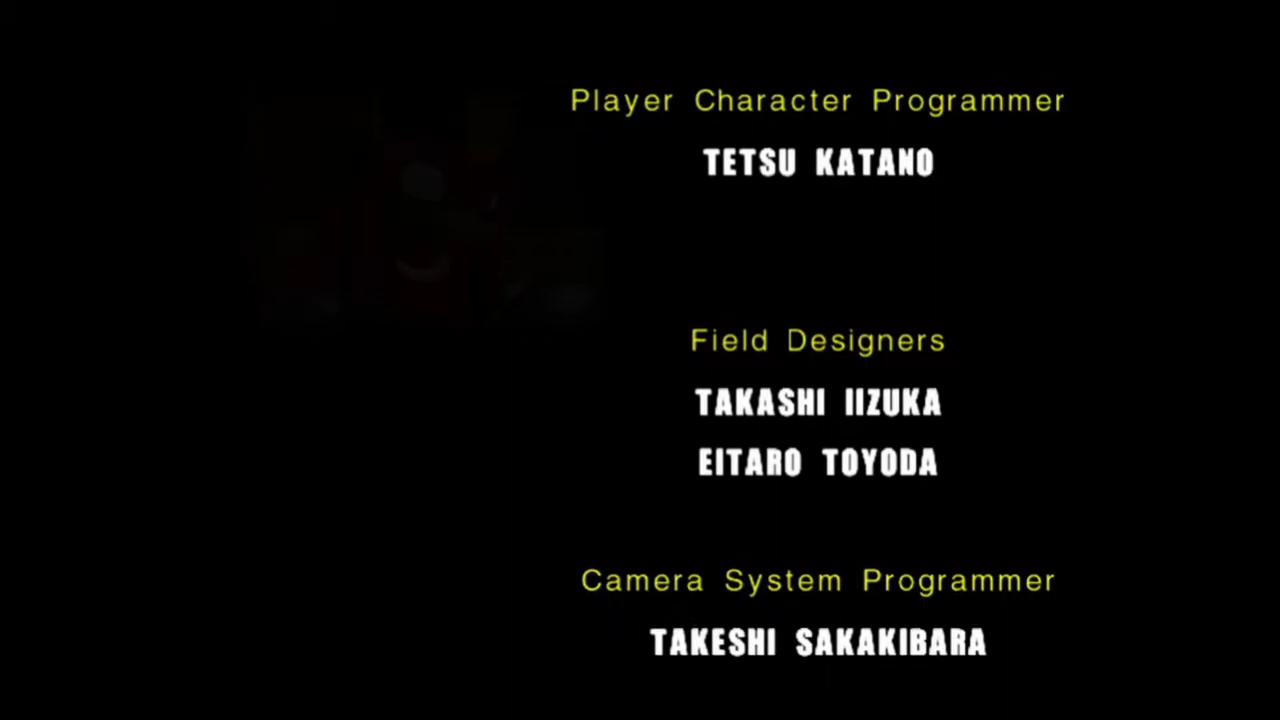 Player Character Programmer
TETSU KATANO
Field Designers
TAKASHI IIZUKA
EITARO TOYODA
Camera System Programmer
TAKESHI SAKAKIBARA